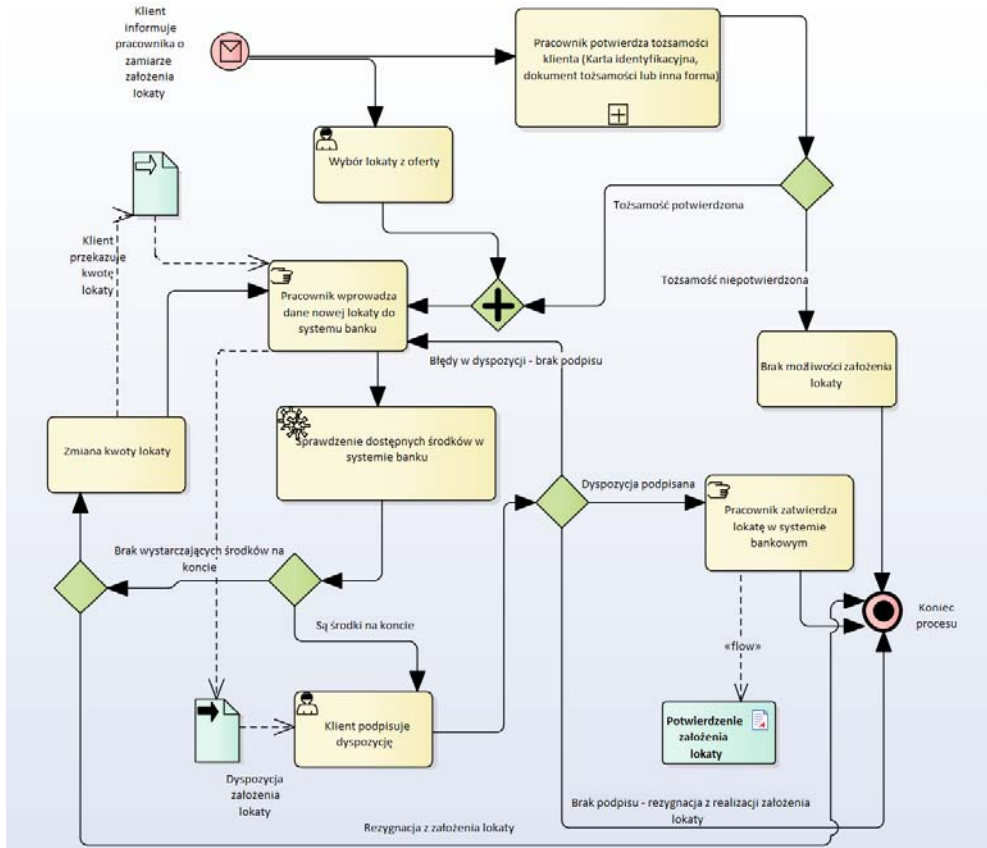 Klient
informuje
pracownika o
zamiarze
założenia
lokaty
Pracownik potwierdza tożsamości
klienta (Karta identyfikacyjna,
dokument tożsamości lub inna forma)
Wybór lokaty z oferty
Tożsamość potwierdzona
Klient
przekazuje
kwotę
lokaty
Tożsamość niepotwierdzona
Pracownik wprowadza
dane nowej lokaty do
systemu banku
Błędy w dyspozycji - brak podpisu
Brak możliwości założenia
lokaty
Zmiana kwoty lokaty
Sprawdzenie dostępnych środków w
systemie banku
Dyspozycja podpisana
Pracownik zatwierdza
lokatę w systemie
bankowym
Brak wystarczających środków na
koncie
Są środki na koncie
Koniec
procesu
«flow»
Klient podpisuje
dyspozycję
Potwierdzenie
założenia
lokaty
Dyspozycja
założenia
lokaty
Brak podpisu - rezygnacja z realizacji założenia
lokaty
Rezygnacja z założenia lokaty